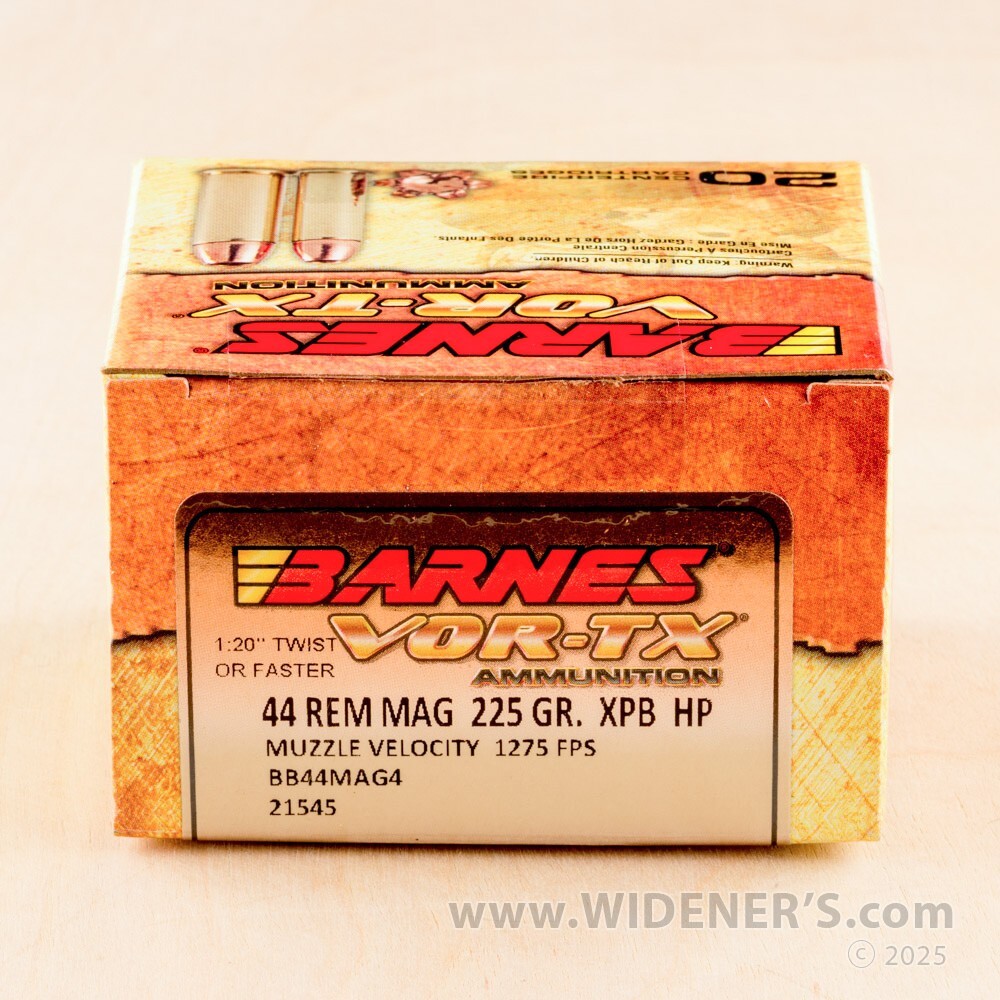 20
CENTERFIRE
CARTRIDGES
Warning: Keep Out of Reach of Children.
Cartouches A Percussion Centrale
Mise En Garde : Gardez Hors De La Portée Des Enfants.
BARNES®
VOR-TX®
AMMUNITION
BARNES®
VOR-TX®
AMMUNITION
1:20" TWIST
OR FASTER
44 REM MAG 225 GR. XPB HP
MUZZLE VELOCITY 1275 FPS
BB44MAG4
21545
www.WIDENER'S.com
© 2025